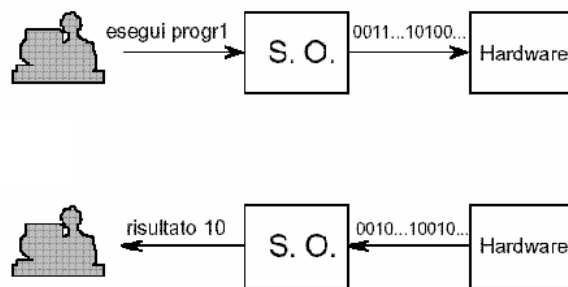 esegui progr1
S. O.
0011...10100...
Hardware
risultato 10
S. O.
0010...10010...
Hardware